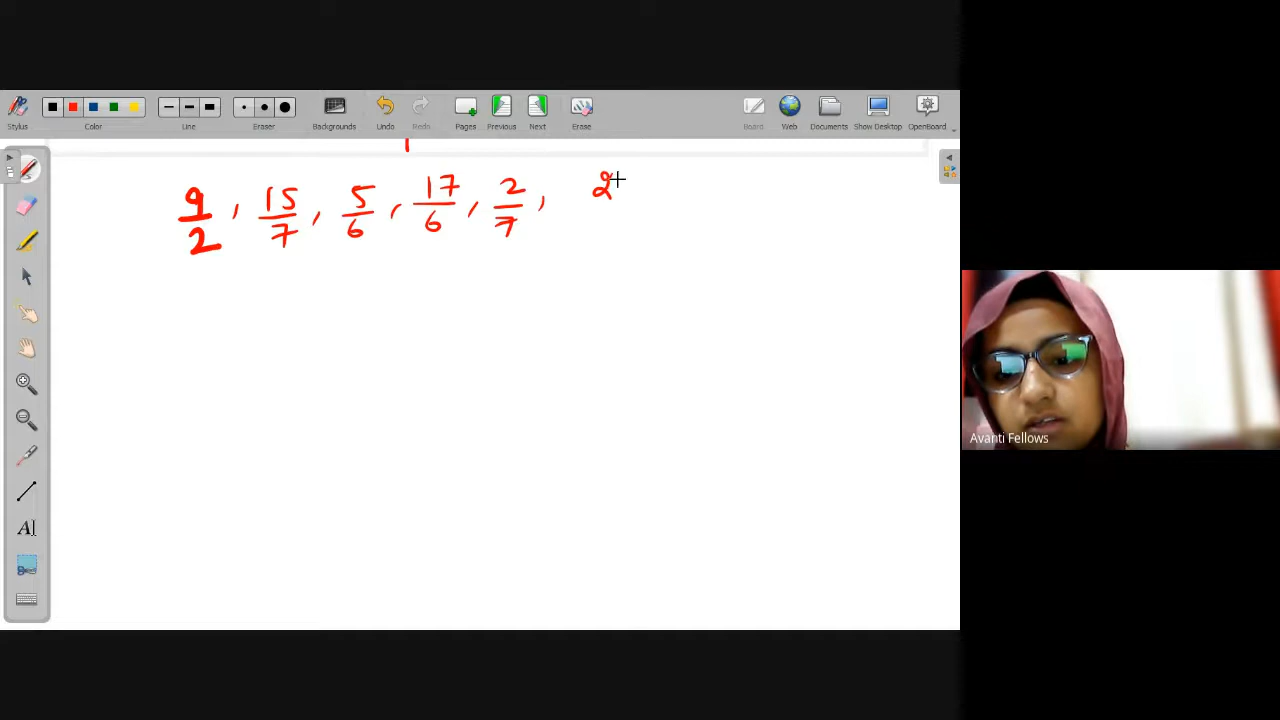 Stylus Color Line Eraser Backgrounds Undo Redo Pages Previous Next Erase Board Web Documents Show Desktop OpenBoard
9/2 , 15/7 , 5/6 , 17/6 , 2/7 , 2
Avanti Fellows